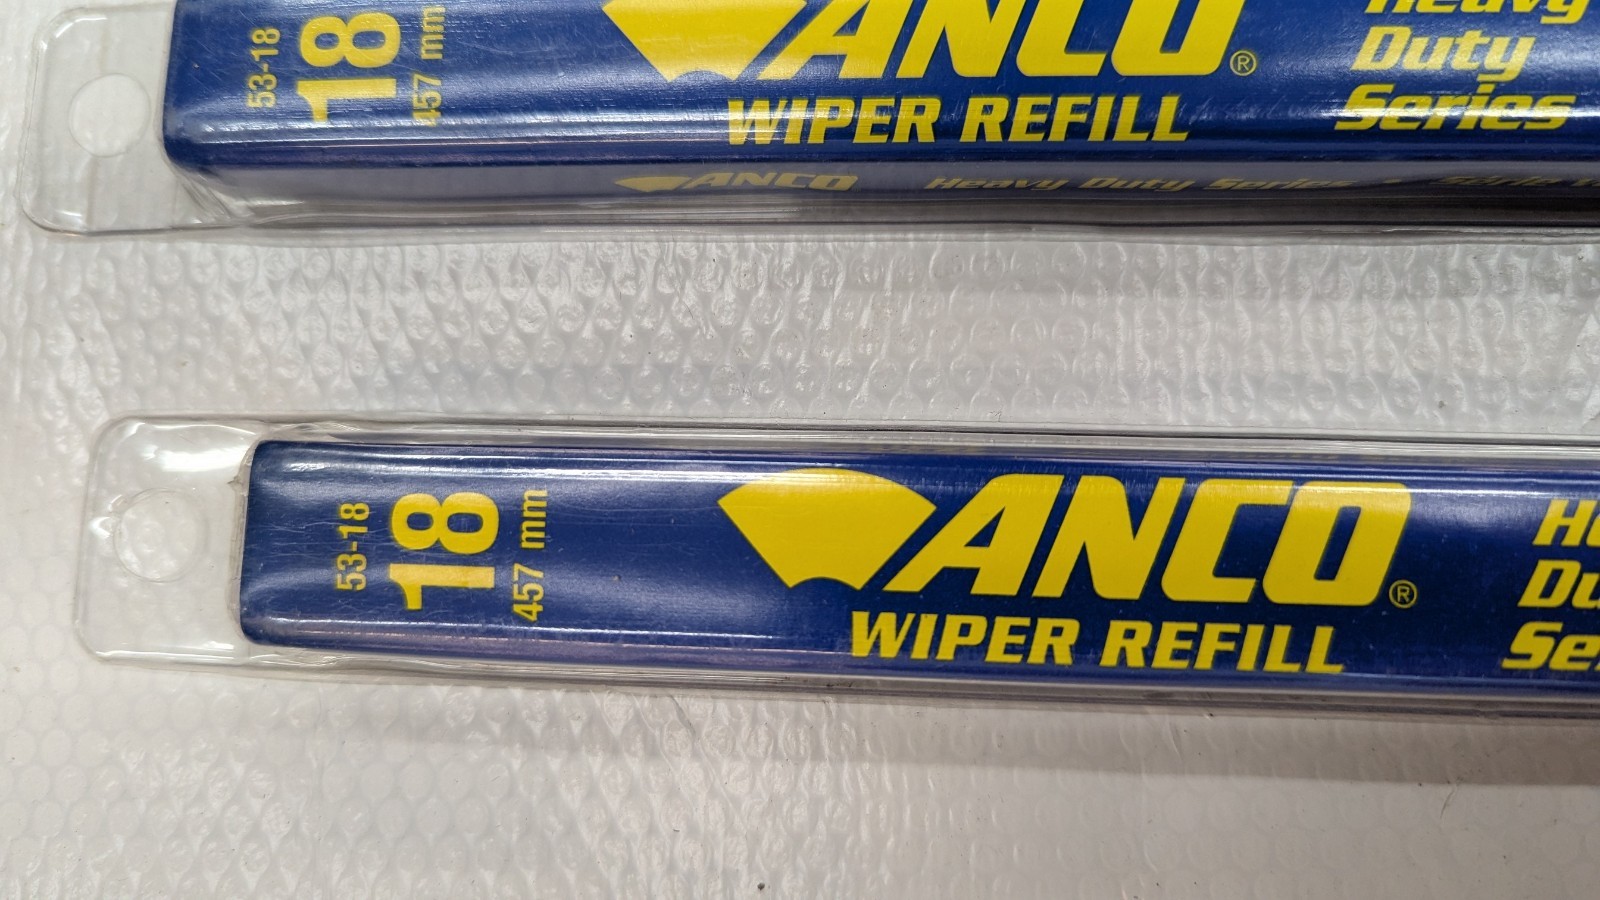 53-18
18
457 mm
ANCO®
WIPER REFILL
Heavy
Duty
Series
ANCO Heavy Duty Series
53-18
18
457 mm
ANCO®
WIPER REFILL